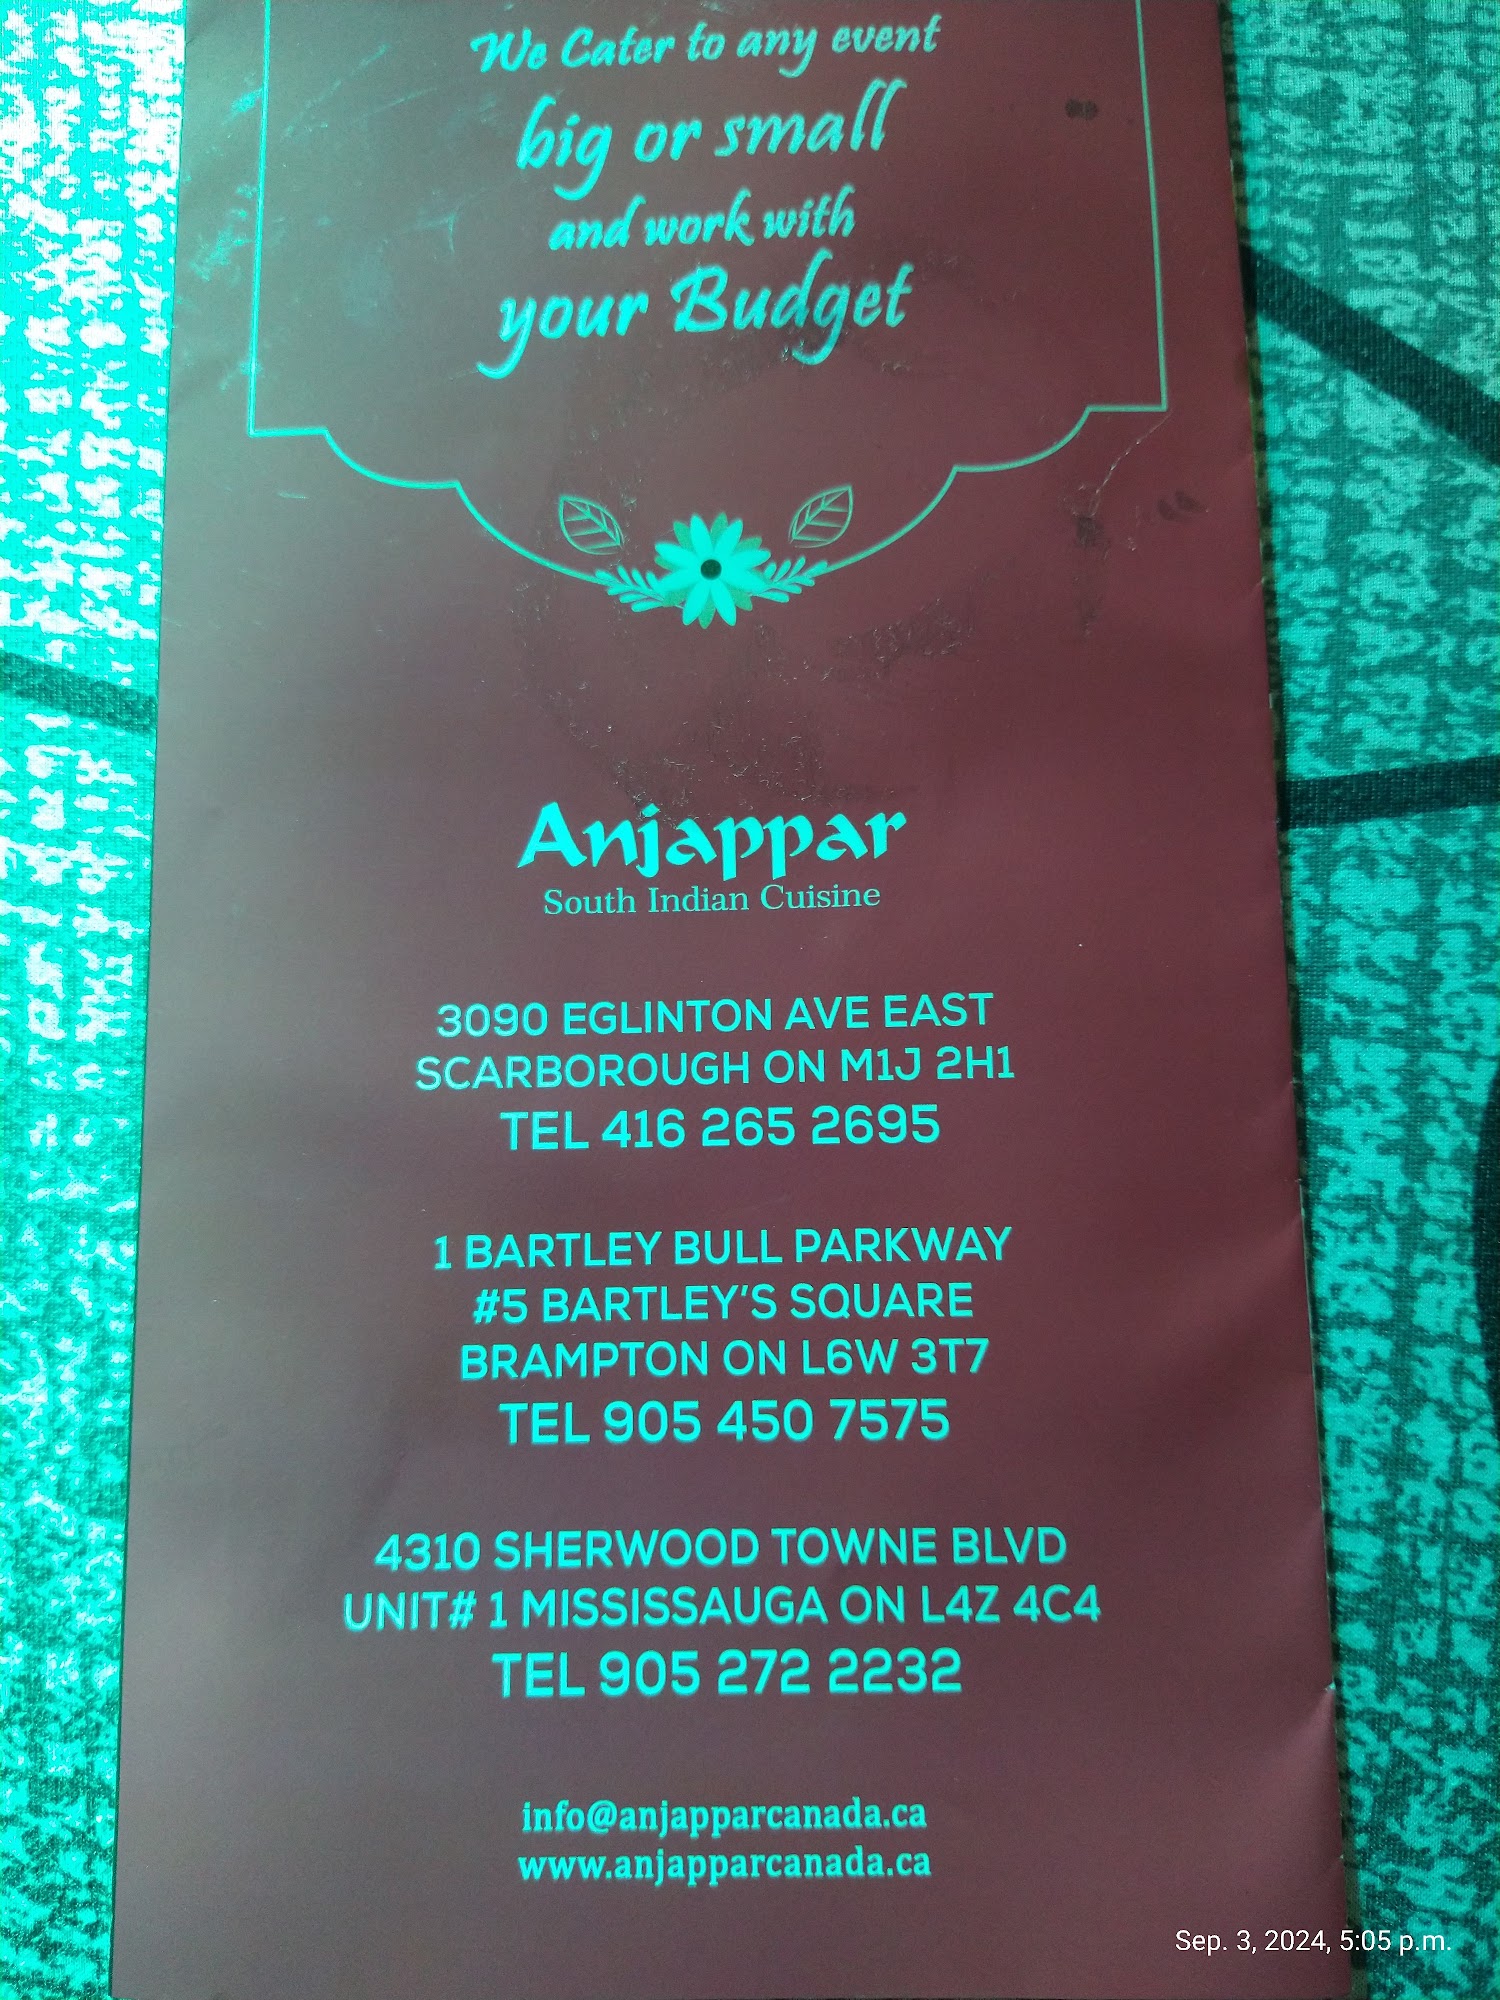 We Cater to any event
big or small
and work with
your Budget
Anjappar
South Indian Cuisine
3090 EGLINTON AVE EAST
SCARBOROUGH ON M1J 2H1
TEL 416 265 2695
1 BARTLEY BULL PARKWAY
#5 BARTLEY'S SQUARE
BRAMPTON ON L6W 3T7
TEL 905 450 7575
4310 SHERWOOD TOWNE BLVD
UNIT# 1 MISSISSAUGA ON L4Z 4C4
TEL 905 272 2232
info@anjapparcanada.ca
www.anjapparcanada.ca
Sep. 3, 2024, 5:05 p.m.